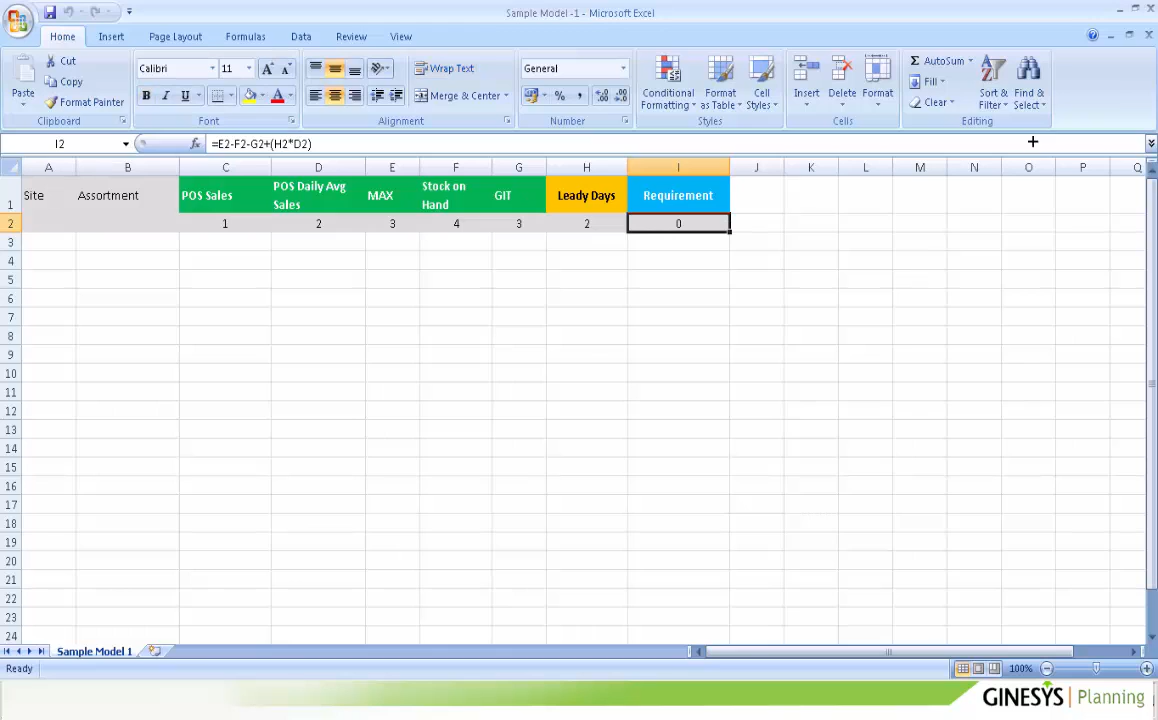 Sample Model -1 - Microsoft Excel
Home Insert Page Layout Formulas Data Review View
Paste
Cut
Copy
Format Painter
Clipboard
Calibri 11
B I U
Font
Wrap Text
Merge & Center
Alignment
General
% ,
Number
Conditional Formatting
Format as Table
Cell Styles
Styles
Insert Delete Format
Cells
Σ AutoSum
Fill
Clear
Sort & Filter
Find & Select
Editing
I2 fx =E2-F2-G2+(H2*D2)
A B C D E F G H I J K L M N O P Q
1 Site Assortment POS Sales POS Daily Avg Sales MAX Stock on Hand GIT Leady Days Requirement
2 1 2 3 4 3 2 0
3
4
5
6
7
8
9
10
11
12
13
14
15
16
17
18
19
20
21
22
23
24
Sample Model 1
Ready 100%
GINESYS | Planning